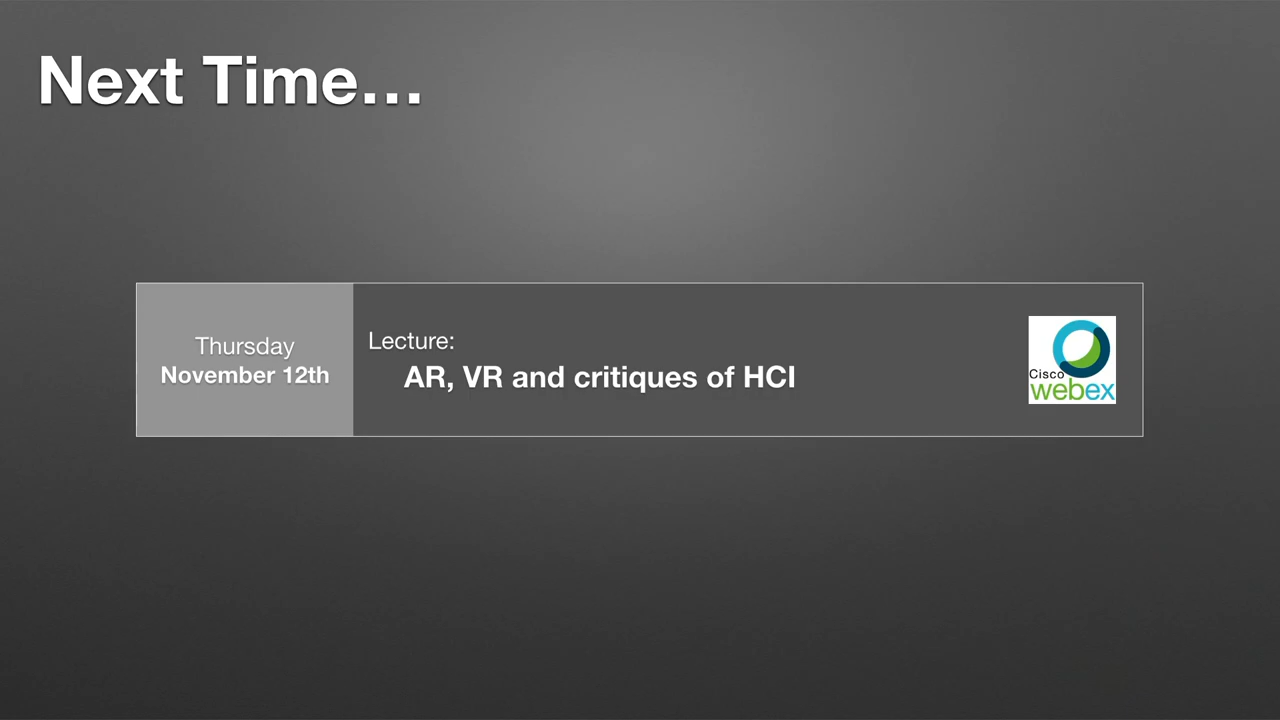 Next Time…
Thursday
November 12th
Lecture:
AR, VR and critiques of HCI
Cisco
webex